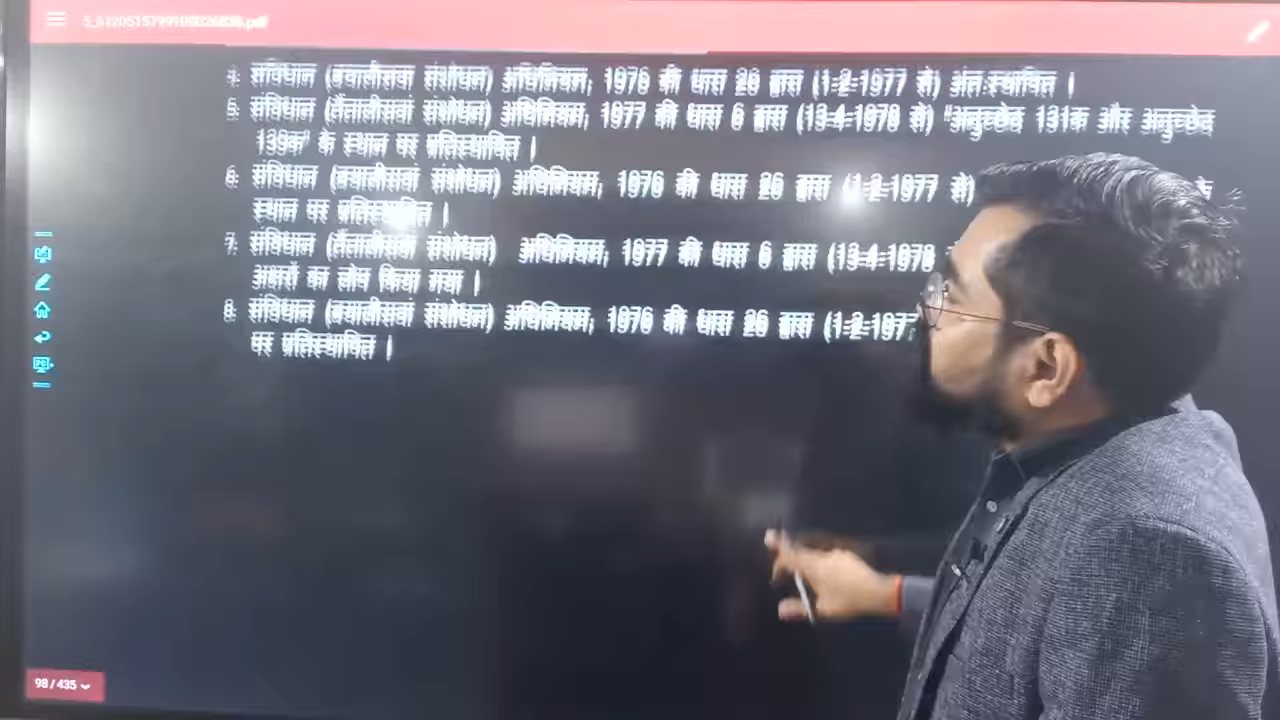 4. संविधान (बयालीसवां संशोधन) अधिनियम, 1976 की धारा 26 द्वारा (1-2-1977 से) अंतःस्थापित ।
5. संविधान (तैंतालीसवां संशोधन) अधिनियम, 1977 की धारा 6 द्वारा (13-4-1978 से) "अनुच्छेद 131क और अनुच्छेद
139क" के स्थान पर प्रतिस्थापित ।
6. संविधान (बयालीसवां संशोधन) अधिनियम, 1976 की धारा 26 द्वारा (1-2-1977 से) के
स्थान पर प्रतिस्थापित ।
7. संविधान (तैंतालीसवां संशोधन) अधिनियम, 1977 की धारा 6 द्वारा (13-4-1978
अक्षरों का लोप किया गया ।
8. संविधान (बयालीसवां संशोधन) अधिनियम, 1976 की धारा 26 द्वारा (1-2-197
पर प्रतिस्थापित ।
98 / 435